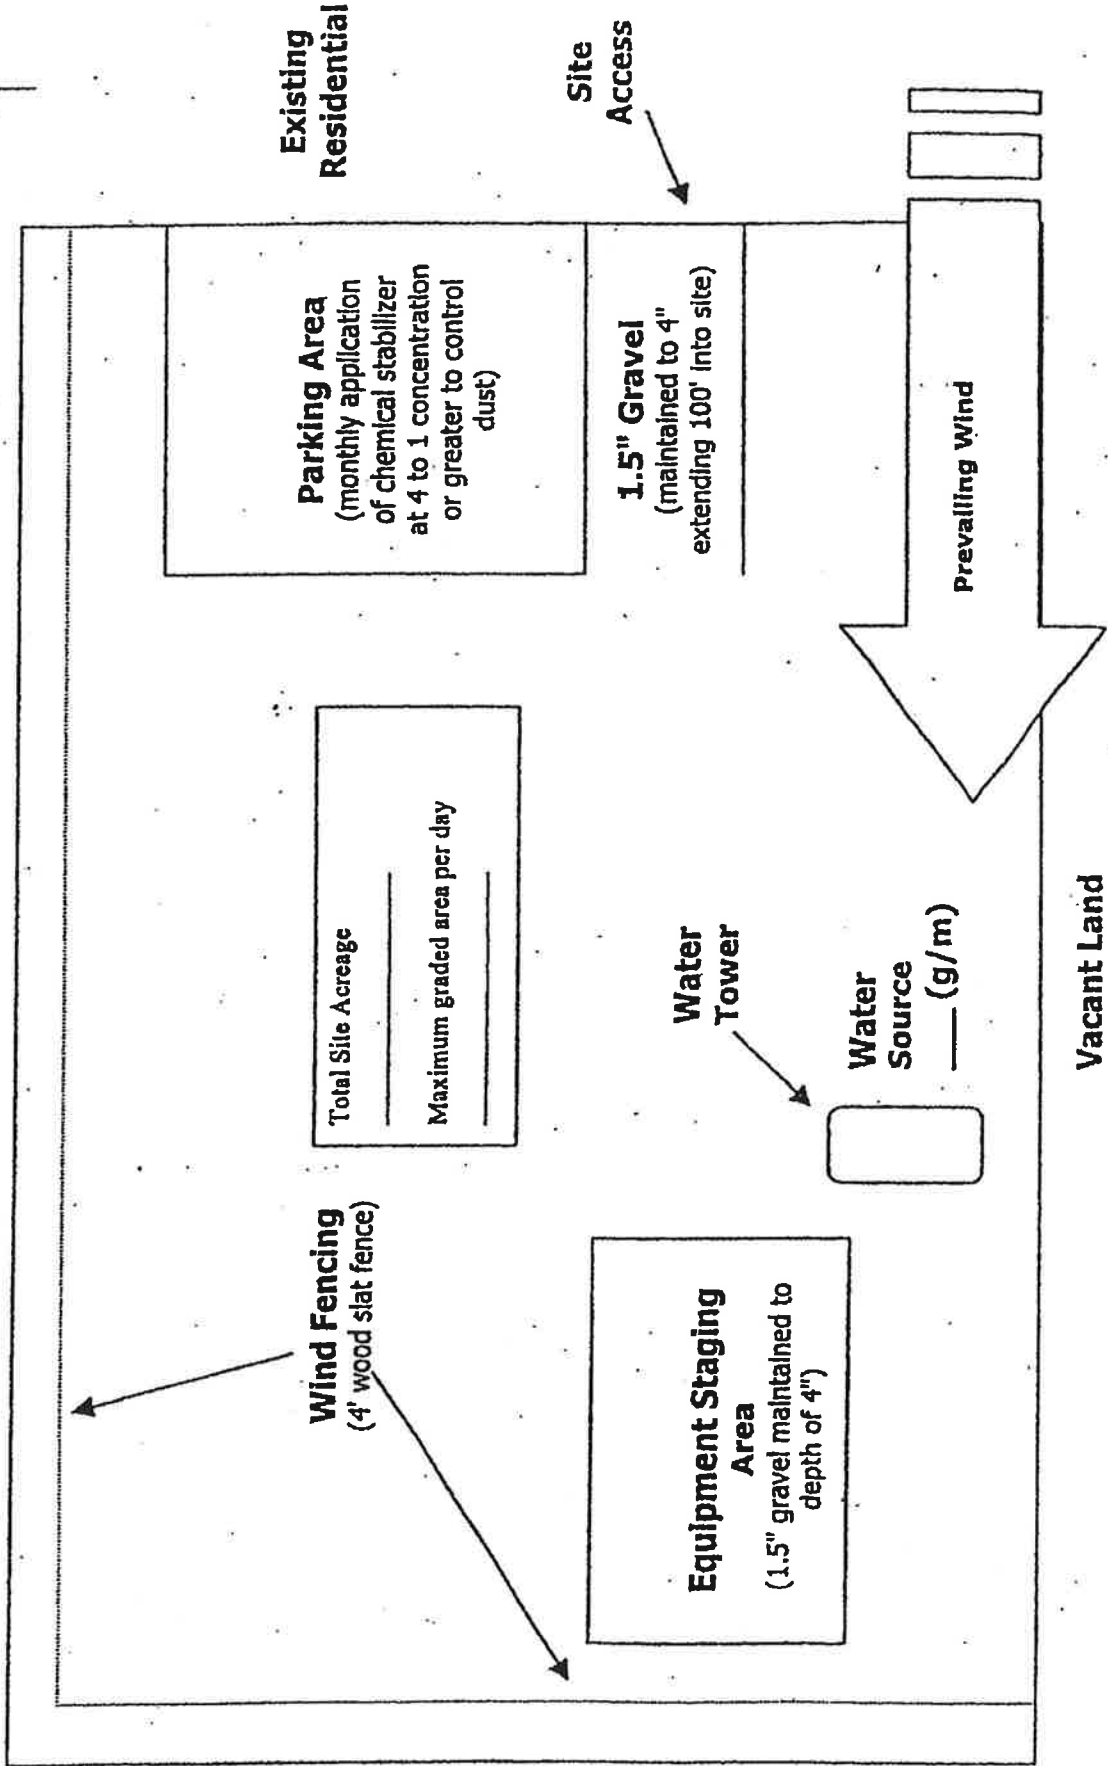 Existing
Residential
Site
Access
Parking Area
(monthly application
of chemical stabilizer
at 4 to 1 concentration
or greater to control
dust)
1.5" Gravel
(maintained to 4"
extending 100' into site)
Prevailing Wind
Total Site Acreage
Maximum graded area per day
Water
Tower
Water
Source
___ (g/m)
Vacant Land
Wind Fencing
(4' wood slat fence)
Equipment Staging
Area
(1.5" gravel maintained to
depth of 4")